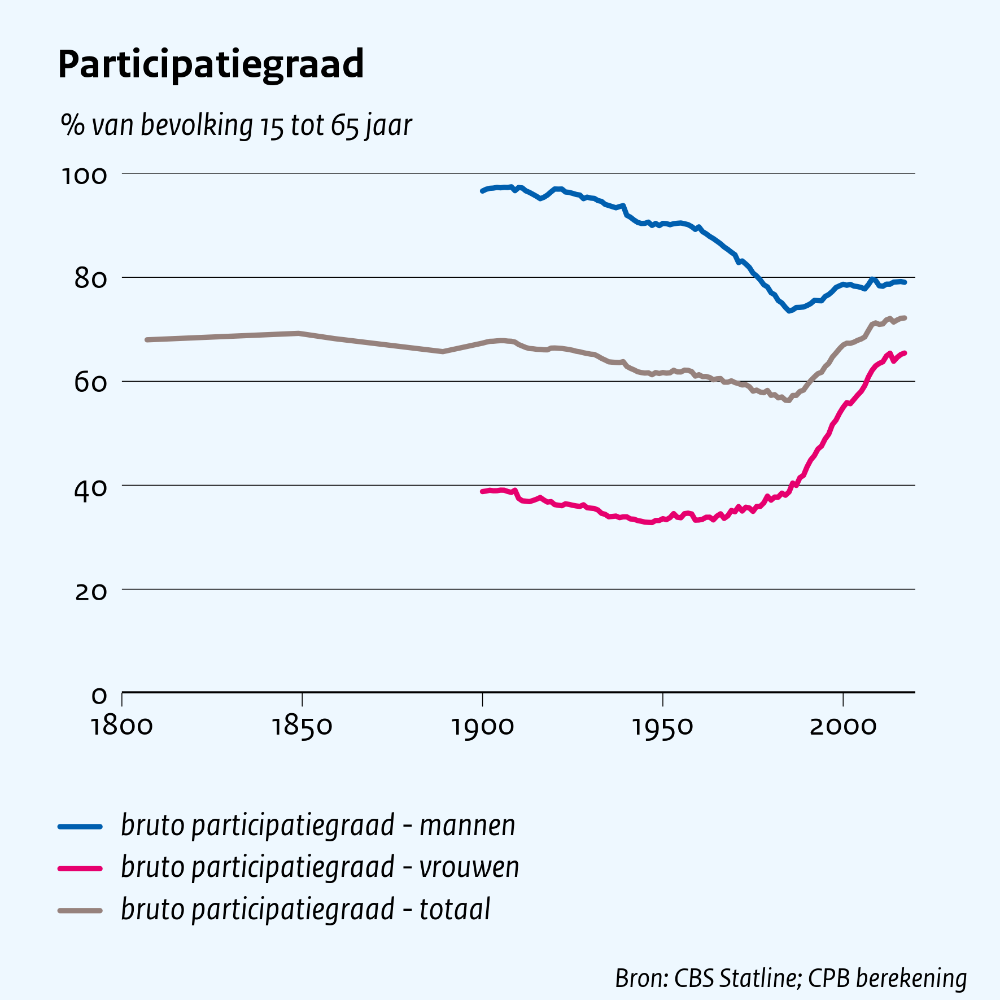 Participatiegraad
% van bevolking 15 tot 65 jaar
100
80
60
40
20
0
1800 1850 1900 1950 2000
bruto participatiegraad - mannen
bruto participatiegraad - vrouwen
bruto participatiegraad - totaal
Bron: CBS Statline; CPB berekening